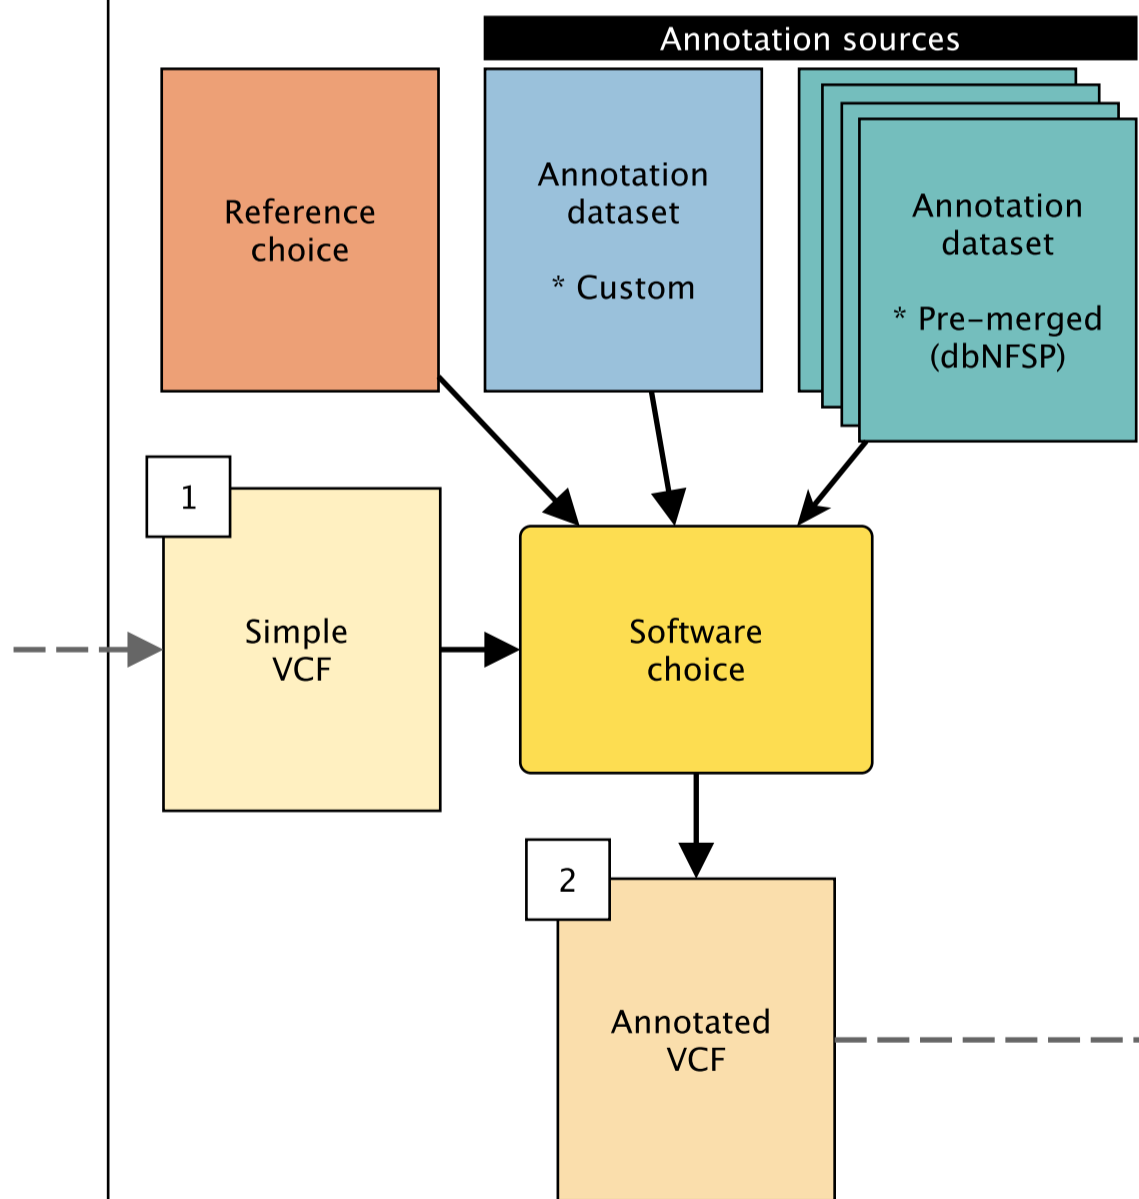 Annotation sources
Reference
choice
Annotation
dataset
* Custom
Annotation
dataset
* Pre-merged
(dbNFSP)
1
Simple
VCF
Software
choice
2
Annotated
VCF